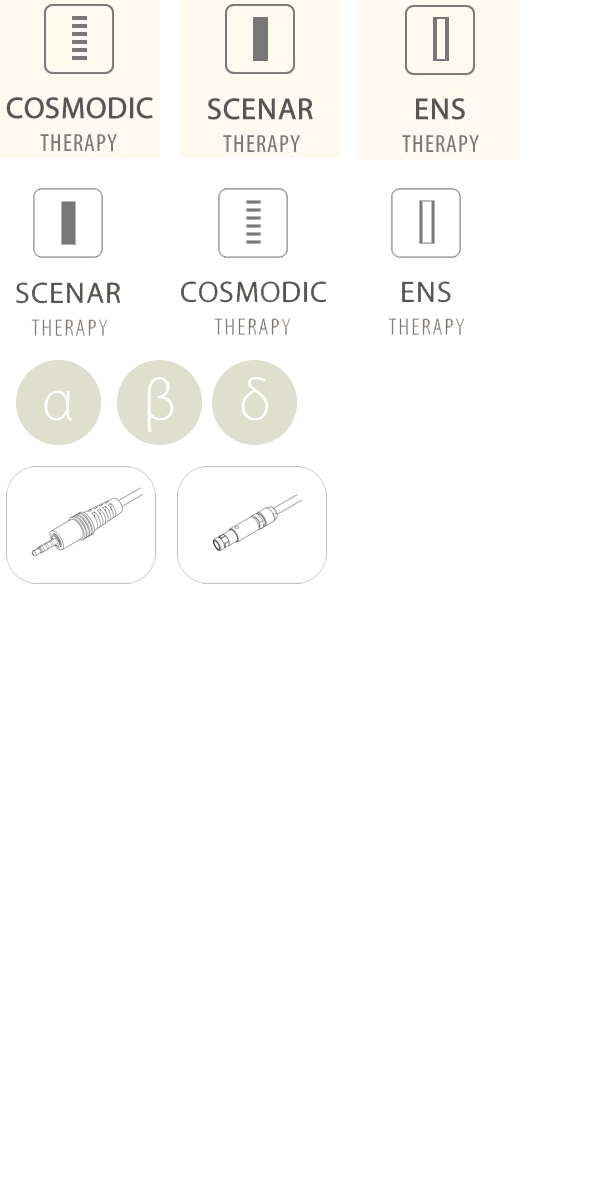 COSMODIC
THERAPY
SCENAR
THERAPY
ENS
THERAPY
SCENAR
THERAPY
COSMODIC
THERAPY
ENS
THERAPY
α
β
δ